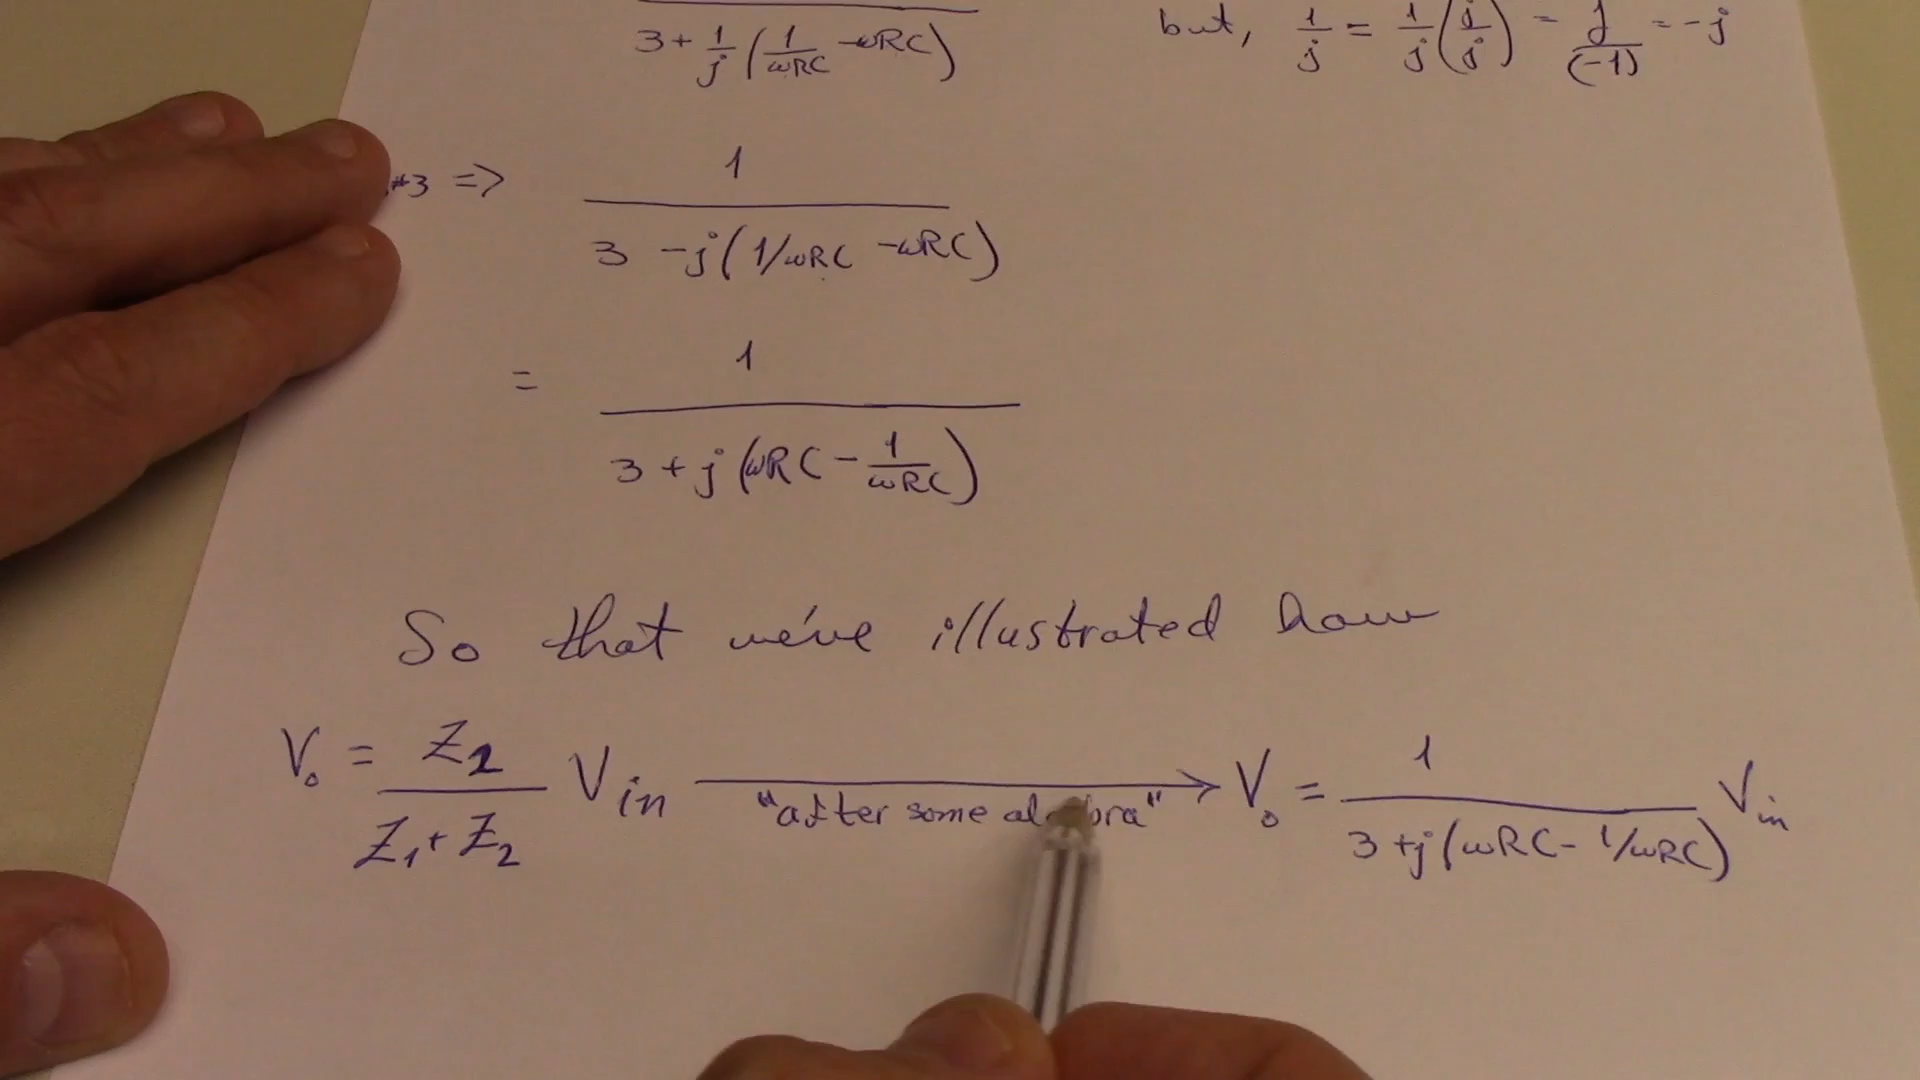 3 + 1/j (1/ωRC - ωRC)
but, 1/j = 1/j (j/j) = j/(-1) = -j
#3 => 1 / 3 - j (1/ωRC - ωRC)
= 1 / 3 + j (ωRC - 1/ωRC)
So that we've illustrated how
V₀ = Z₂ / Z₁ + Z₂ Vin "after some algebra" → V₀ = 1 / 3 + j (ωRC - 1/ωRC) Vin